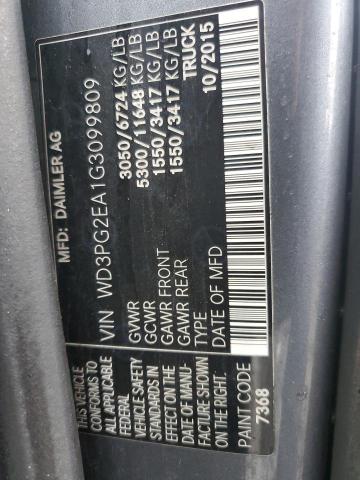 MFD: DAIMLER AG
VIN WD3PG2EA1G3099809
GVWR 3050/6724 KG/LB
GCWR 5300/11648 KG/LB
GAWR FRONT 1550/3417 KG/LB
GAWR REAR 1550/3417 KG/LB
TYPE TRUCK
DATE OF MFD 10/2015
THIS VEHICLE
CONFORMS TO
ALL APPLICABLE
FEDERAL
VEHICLE SAFETY
STANDARDS IN
EFFECT ON THE
DATE OF MANU-
FACTURE SHOWN
ON THE RIGHT.
PAINT CODE
7368